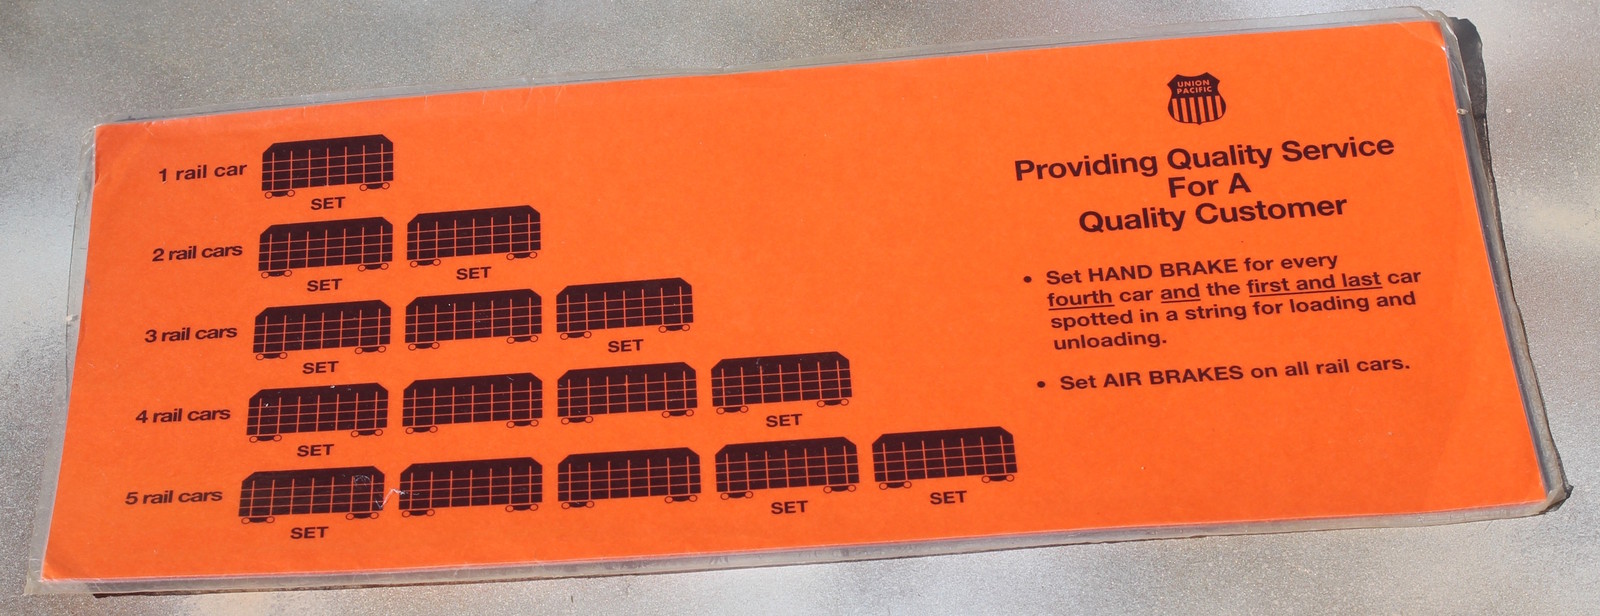 1 rail car
SET
2 rail cars
SET SET
3 rail cars
SET SET
4 rail cars
SET SET
5 rail cars
SET SET SET
UNION
PACIFIC
Providing Quality Service
For A
Quality Customer
• Set HAND BRAKE for every
fourth car and the first and last car
spotted in a string for loading and
unloading.
• Set AIR BRAKES on all rail cars.